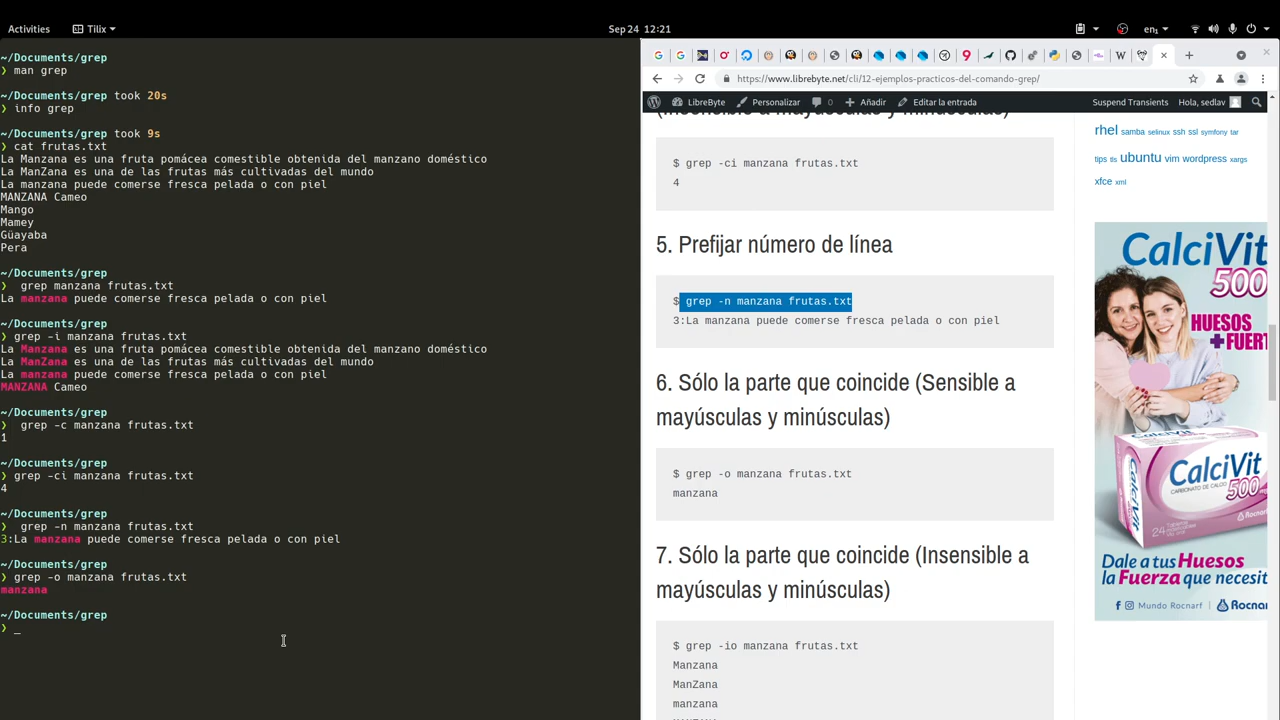 Activities
Tilix
Sep 24 12:21
en₁
~/Documents/grep
❯ man grep
~/Documents/grep took 20s
❯ info grep
~/Documents/grep took 9s
❯ cat frutas.txt
La Manzana es una fruta pomácea comestible obtenida del manzano doméstico
La ManZana es una de las frutas más cultivadas del mundo
La manzana puede comerse fresca pelada o con piel
MANZANA Cameo
Mango
Mamey
Güayaba
Pera
~/Documents/grep
❯  grep manzana frutas.txt
La manzana puede comerse fresca pelada o con piel
~/Documents/grep
❯ grep -i manzana frutas.txt
La Manzana es una fruta pomácea comestible obtenida del manzano doméstico
La ManZana es una de las frutas más cultivadas del mundo
La manzana puede comerse fresca pelada o con piel
MANZANA Cameo
~/Documents/grep
❯  grep -c manzana frutas.txt
1
~/Documents/grep
❯ grep -ci manzana frutas.txt
4
~/Documents/grep
❯  grep -n manzana frutas.txt
3:La manzana puede comerse fresca pelada o con piel
~/Documents/grep
❯ grep -o manzana frutas.txt
manzana
~/Documents/grep
❯ _
https://www.librebyte.net/cli/12-ejemplos-practicos-del-comando-grep/
LibreByte
Personalizar
0
Añadir
Editar la entrada
Suspend Transients
Hola, sedlav
(Insensible a mayúsculas y minúsculas)
$ grep -ci manzana frutas.txt
4
5. Prefijar número de línea
$ grep -n manzana frutas.txt
3:La manzana puede comerse fresca pelada o con piel
6. Sólo la parte que coincide (Sensible a
mayúsculas y minúsculas)
$ grep -o manzana frutas.txt
manzana
7. Sólo la parte que coincide (Insensible a
mayúsculas y minúsculas)
$ grep -io manzana frutas.txt
Manzana
ManZana
manzana
rhel samba selinux ssh ssl symfony tar
tips tls ubuntu vim wordpress xargs
xfce xml
CalciVit
500
HUESOS
+FUERT
CalciVit
CARBONATO DE CALCIO
500
Rocnarf
Dale a tus Huesos
la Fuerza que necesit
Mundo Rocnarf
Rocnar